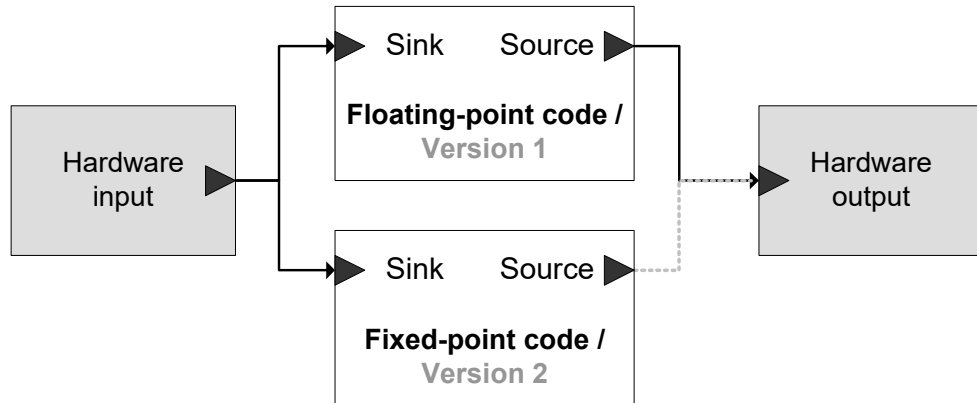 Sink Source
Floating-point code /
Version 1
Hardware
input
Hardware
output
Sink Source
Fixed-point code /
Version 2